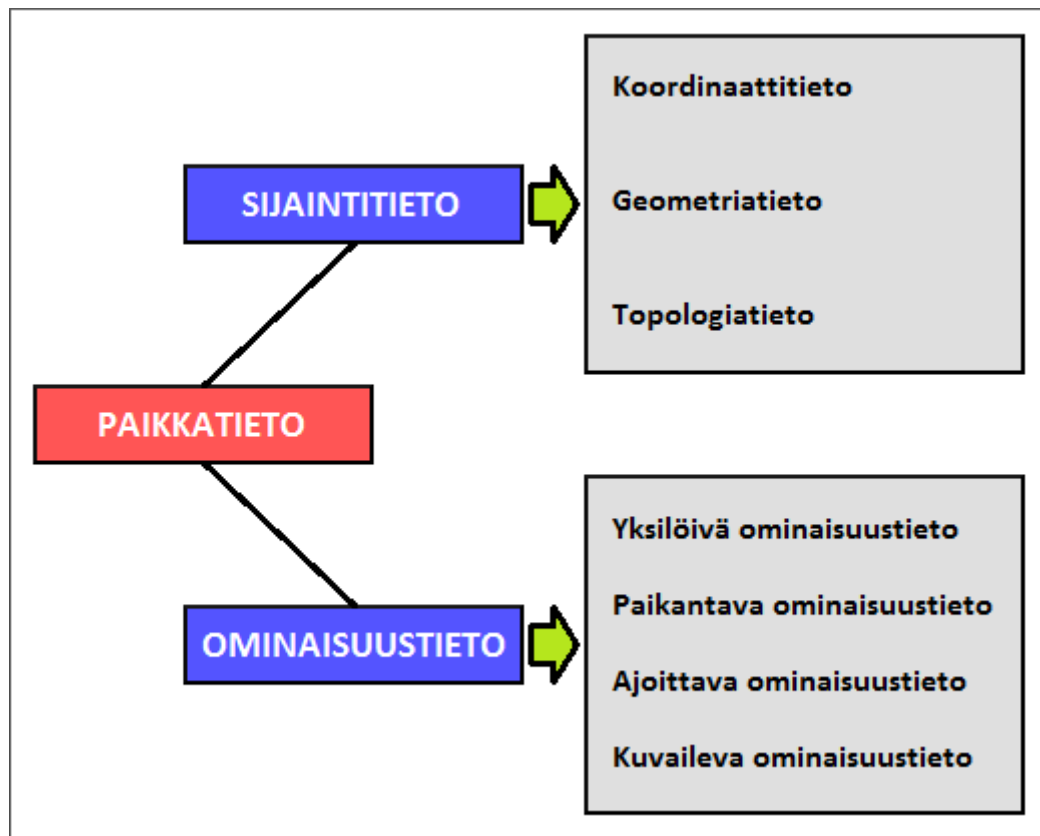 PAIKKATIETO
SIJAINTITIETO
Koordinaattitieto
Geometriatieto
Topologiatieto
OMINAISUUSTIETO
Yksilöivä ominaisuustieto
Paikantava ominaisuustieto
Ajoittava ominaisuustieto
Kuvaileva ominaisuustieto